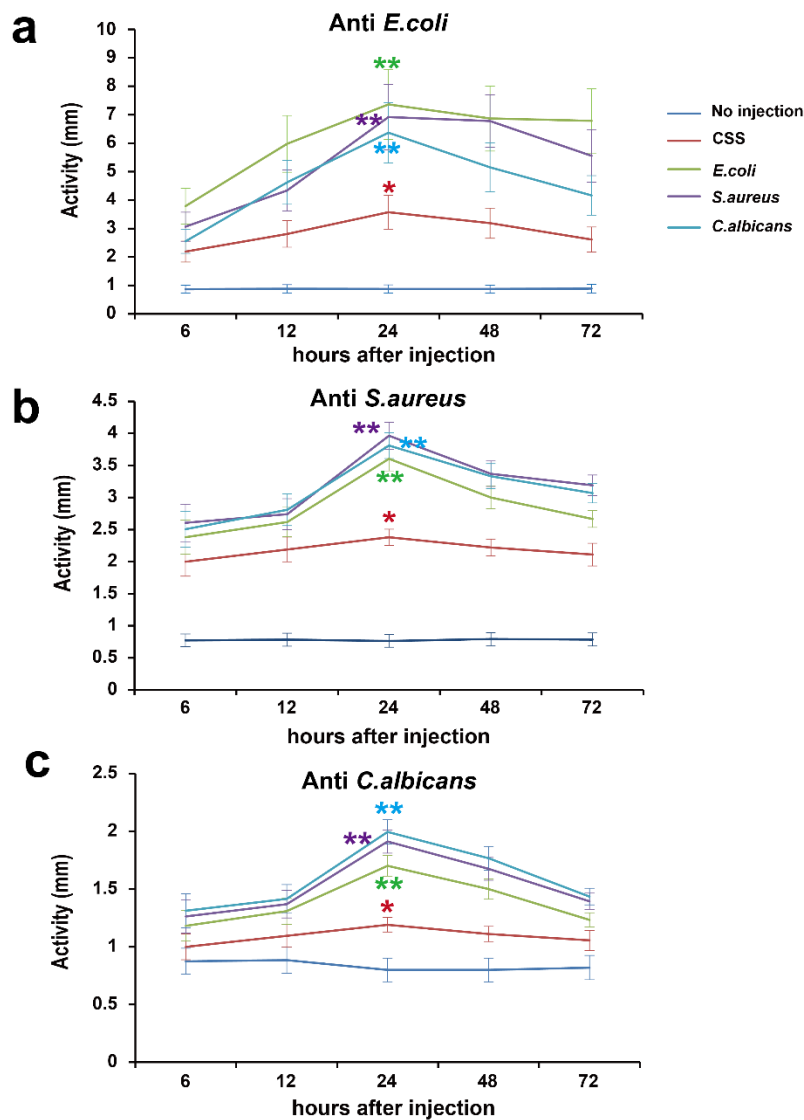 a
Anti E.coli
10
9
8
7
6
5
4
3
2
1
0
Activity (mm)
**
**
**
*
6 12 24 48 72
hours after injection
No injection
CSS
E.coli
S.aureus
C.albicans
b
Anti S.aureus
4.5
4
3.5
3
2.5
2
1.5
1
0.5
0
Activity (mm)
**
**
**
*
6 12 24 48 72
hours after injection
c
Anti C.albicans
2.5
2
1.5
1
0.5
0
Activity (mm)
**
**
**
*
6 12 24 48 72
hours after injection